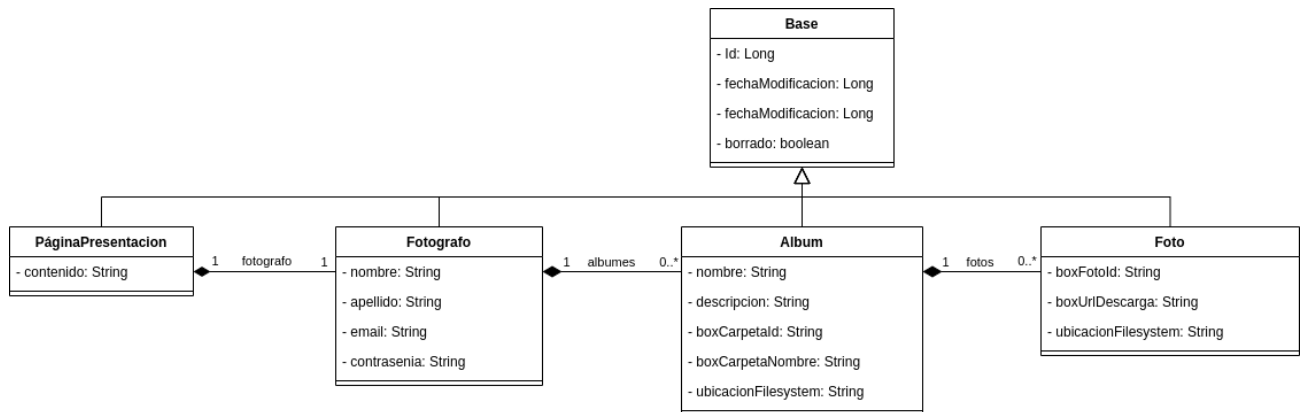 Base
- Id: Long
- fechaModificacion: Long
- fechaModificacion: Long
- borrado: boolean
PáginaPresentacion
- contenido: String
1 fotografo 1
Fotografo
- nombre: String
- apellido: String
- email: String
- contrasenia: String
1 albumes 0..*
Album
- nombre: String
- descripcion: String
- boxCarpetaId: String
- boxCarpetaNombre: String
- ubicacionFilesystem: String
1 fotos 0..*
Foto
- boxFotoId: String
- boxUrlDescarga: String
- ubicacionFilesystem: String